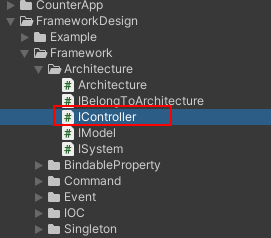 CounterApp
FrameworkDesign
Example
Framework
Architecture
Architecture
IBelongToArchitecture
IController
IModel
ISystem
BindableProperty
Command
Event
IOC
Singleton